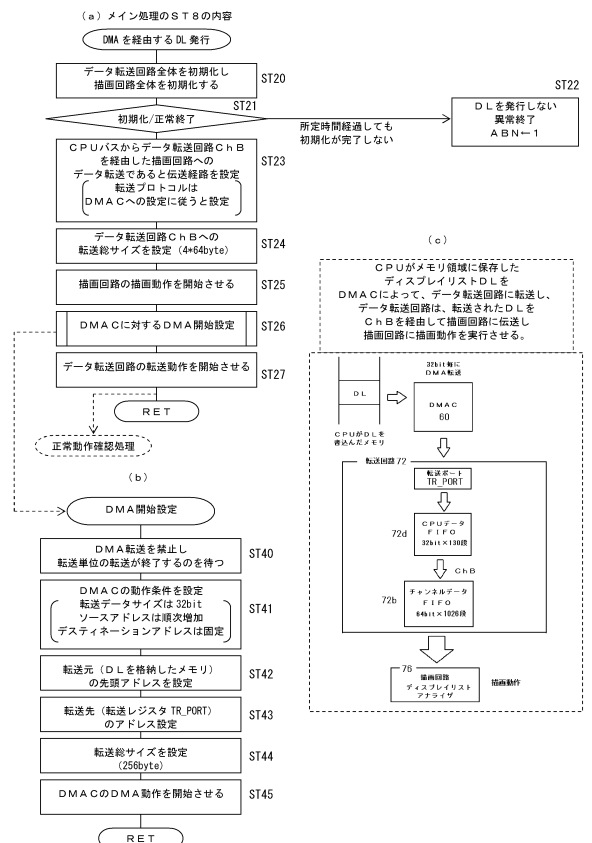 (a)メイン処理のST8の内容
DMAを経由するDL発行
データ転送回路全体を初期化し
描画回路全体を初期化する
ST20
ST21
初期化/正常終了
所定時間経過しても
初期化が完了しない
ST22
DLを発行しない
異常終了
ABN←1
CPUバスからデータ転送回路ChB
を経由した描画回路への
データ転送であると伝送経路を設定
転送プロトコルは
DMACへの設定に従うと設定
ST23
データ転送回路ChBへの
転送総サイズを設定(4*64byte)
ST24
描画回路の描画動作を開始させる
ST25
DMACに対するDMA開始設定
ST26
データ転送回路の転送動作を開始させる
ST27
RET
正常動作確認処理
(b)
DMA開始設定
DMA転送を禁止し
転送単位の転送が終了するのを待つ
ST40
DMACの動作条件を設定
転送データサイズは32bit
ソースアドレスは順次増加
デスティネーションアドレスは固定
ST41
転送元(DLを格納したメモリ)
の先頭アドレスを設定
ST42
転送先(転送レジスタTR_PORT)
のアドレス設定
ST43
転送総サイズを設定
(256byte)
ST44
DMACのDMA動作を開始させる
ST45
RET
(c)
CPUがメモリ領域に保存した
ディスプレイリストDLを
DMACによって、データ転送回路に転送し、
データ転送回路は、転送されたDLを
ChBを経由して描画回路に伝送し
描画回路に描画動作を実行させる。
32bit毎に
DMA転送
DL
DMAC
60
CPUがDLを
書込んだメモリ
転送回路72
転送ポート
TR_PORT
72d
CPUデータ
FIFO
32bit×130段
ChB
72b
チャンネルデータ
FIFO
64bit×1026段
76
描画回路
ディスプレイリスト
アナライザ
描画動作